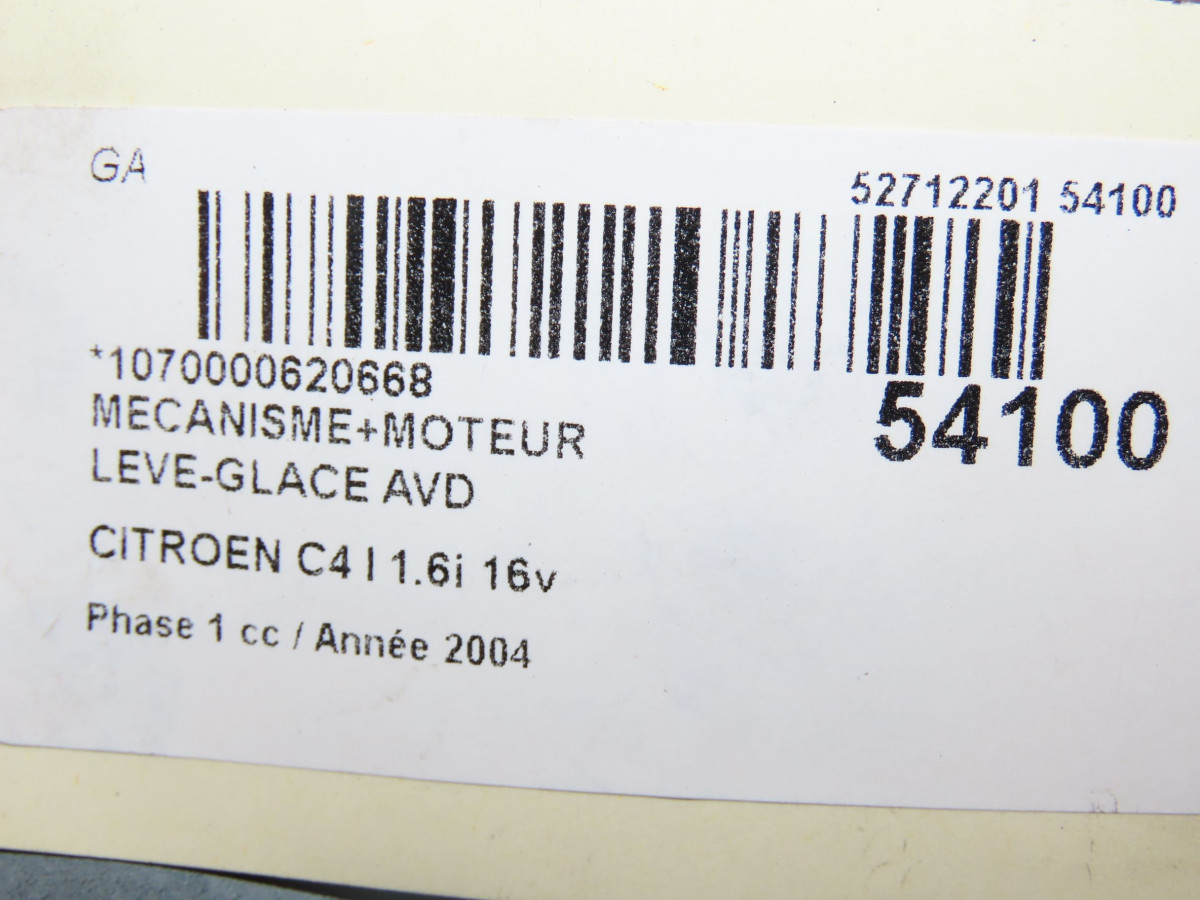 GA
52712201 54100
*1070000620668
54100
MECANISME+MOTEUR
LEVE-GLACE AVD
CITROEN C4 I 1.6i 16v
Phase 1 cc / Année 2004